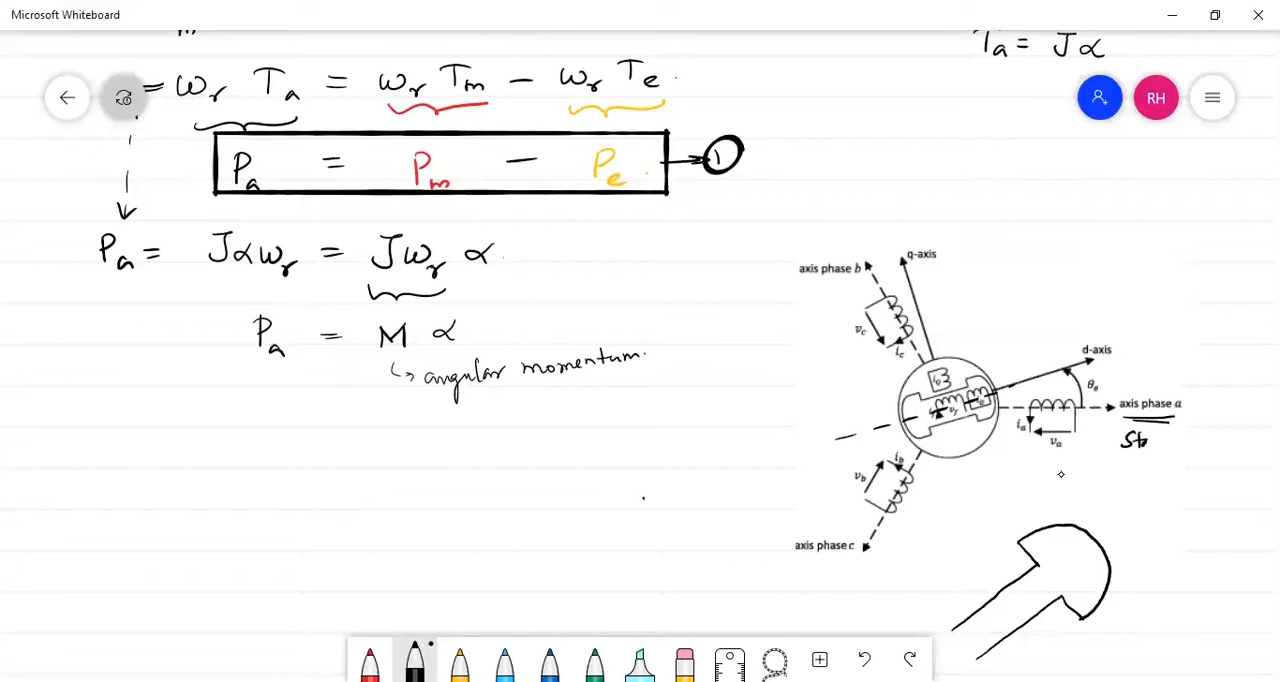 Microsoft Whiteboard
Ta = Jα
= ωr Ta = ωr Tm - ωr Te
RH
Pa = Pm - Pe → 1
Pa = Jαωr = Jωr α
Pa = M α
↳ angular momentum.
axis phase b
q-axis
vc
ic
d-axis
θe
axis phase a
ia
va
St
ib
vb
axis phase c